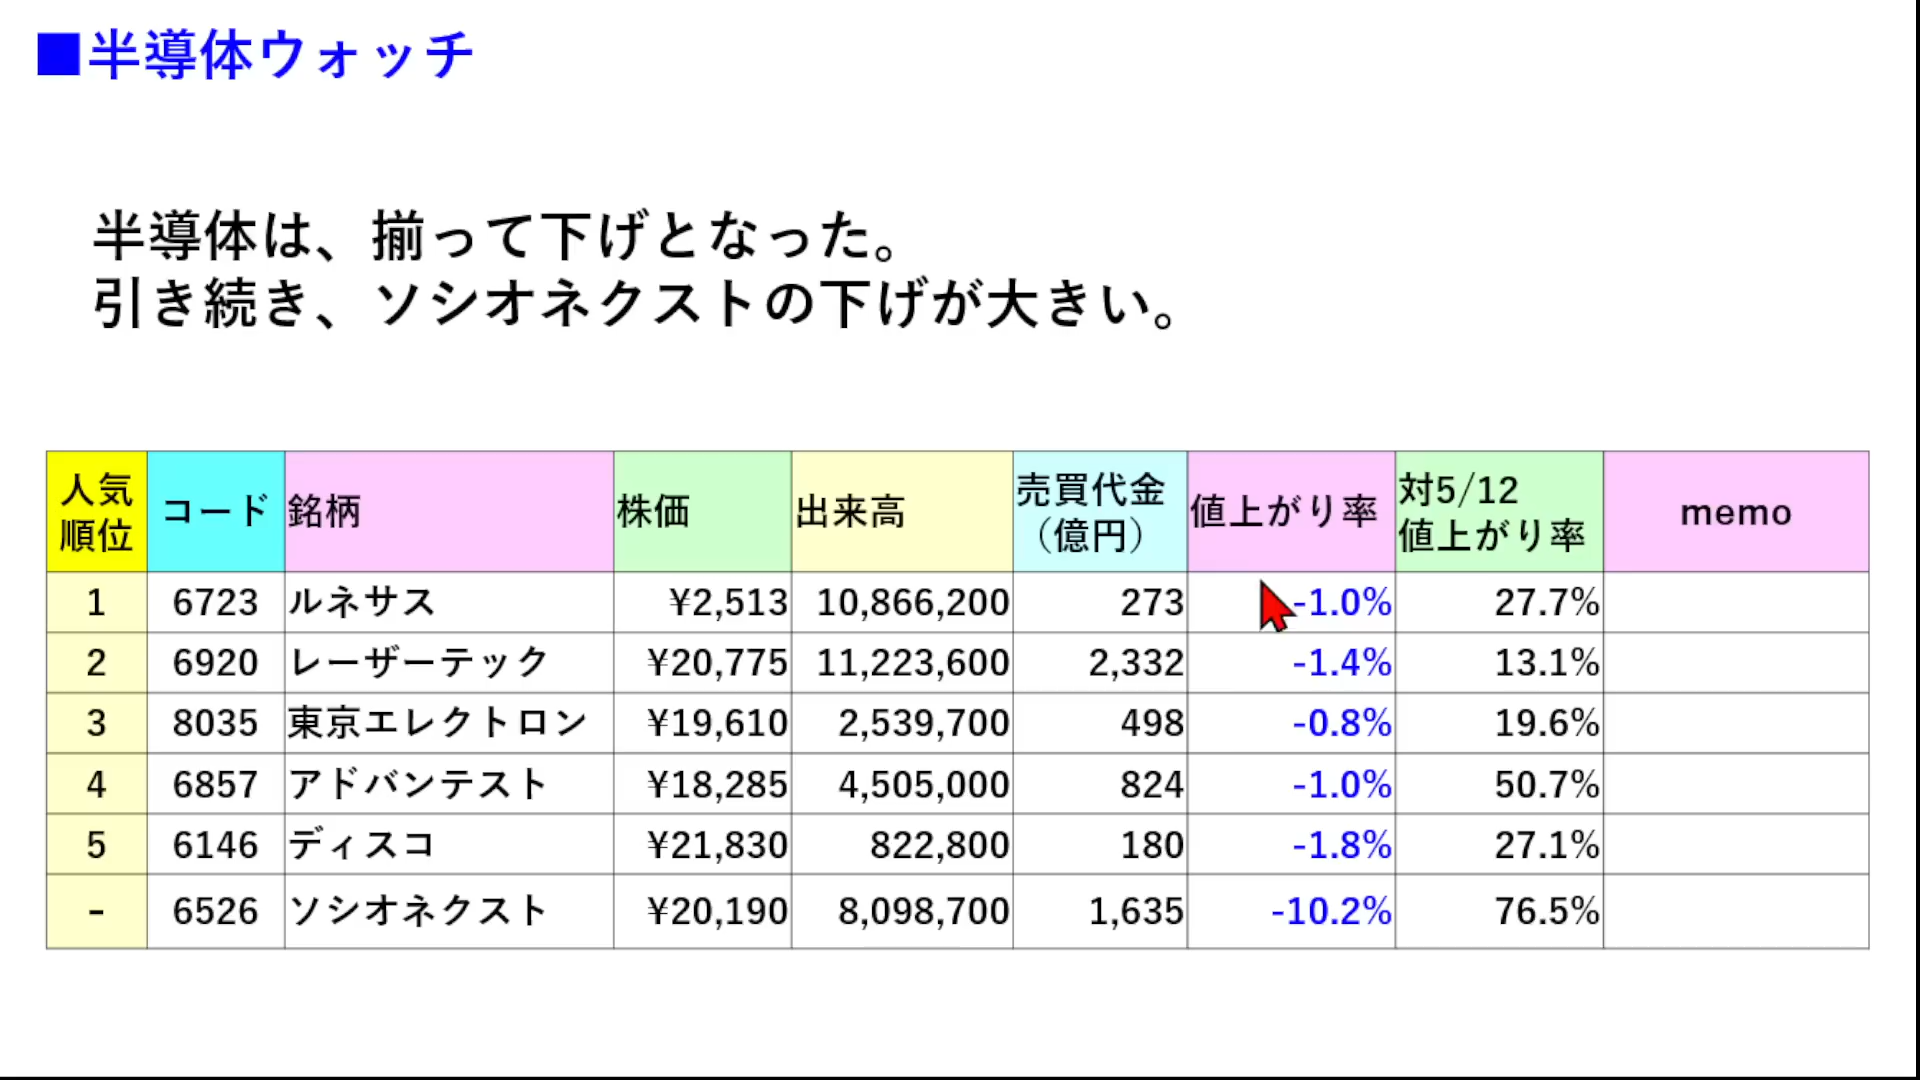 ■半導体ウォッチ
半導体は、揃って下げとなった。
引き続き、ソシオネクストの下げが大きい。
人気順位 コード 銘柄 株価 出来高 売買代金（億円） 値上がり率 対5/12値上がり率 memo
1 6723 ルネサス ¥2,513 10,866,200 273 -1.0% 27.7%
2 6920 レーザーテック ¥20,775 11,223,600 2,332 -1.4% 13.1%
3 8035 東京エレクトロン ¥19,610 2,539,700 498 -0.8% 19.6%
4 6857 アドバンテスト ¥18,285 4,505,000 824 -1.0% 50.7%
5 6146 ディスコ ¥21,830 822,800 180 -1.8% 27.1%
- 6526 ソシオネクスト ¥20,190 8,098,700 1,635 -10.2% 76.5%